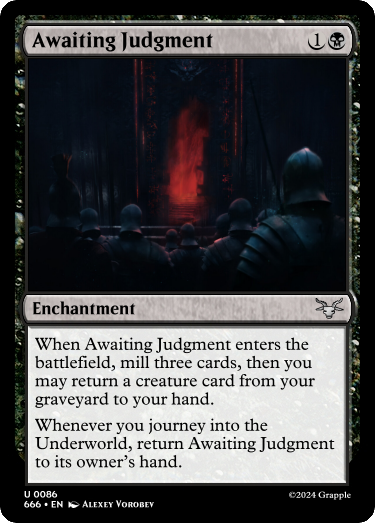 Awaiting Judgment 1
Enchantment
When Awaiting Judgment enters the
battlefield, mill three cards, then you
may return a creature card from your
graveyard to your hand.
Whenever you journey into the
Underworld, return Awaiting Judgment
to its owner's hand.
U 0086
666 • EN Alexey Vorobev
©2024 Grapple